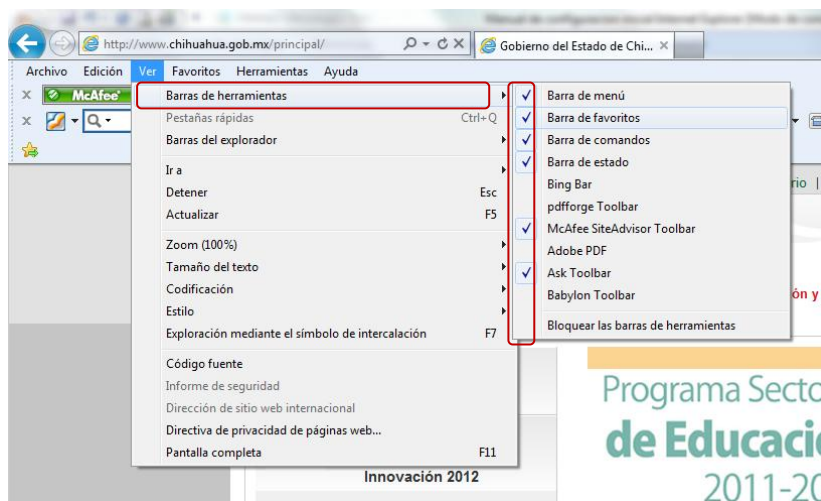 http://www.chihuahua.gob.mx/principal/
Gobierno del Estado de Chi...
Archivo Edición Ver Favoritos Herramientas Ayuda
McAfee
Barras de herramientas
Pestañas rápidas Ctrl+Q
Barras del explorador
Ir a
Detener Esc
Actualizar F5
Zoom (100%)
Tamaño del texto
Codificación
Estilo
Exploración mediante el símbolo de intercalación F7
Código fuente
Informe de seguridad
Dirección de sitio web internacional
Directiva de privacidad de páginas web...
Pantalla completa F11
Barra de menú
Barra de favoritos
Barra de comandos
Barra de estado
Bing Bar
pdfforge Toolbar
McAfee SiteAdvisor Toolbar
Adobe PDF
Ask Toolbar
Babylon Toolbar
Bloquear las barras de herramientas
rio |
ón y
Programa Secto
de Educaci
2011-20
Innovación 2012